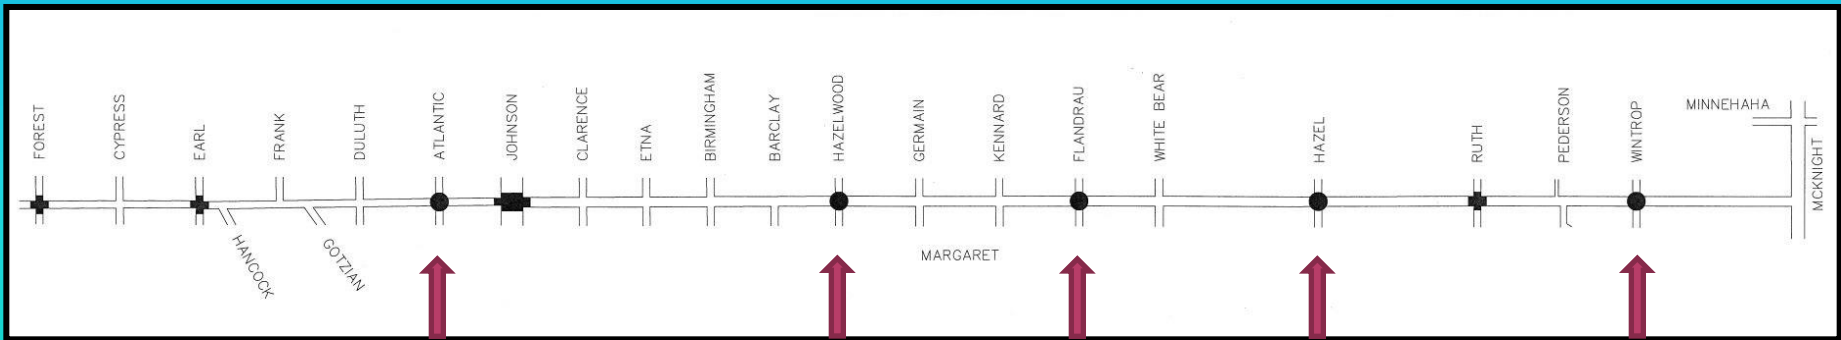 FOREST
CYPRESS
EARL
FRANK
DULUTH
ATLANTIC
JOHNSON
CLARENCE
ETNA
BIRMINGHAM
BARCLAY
HAZELWOOD
GERMAIN
KENNARD
FLANDRAU
WHITE BEAR
HAZEL
RUTH
PEDERSON
WINTROP
MINNEHAHA
MCKNIGHT
HANCOCK
GOTZIAN
MARGARET